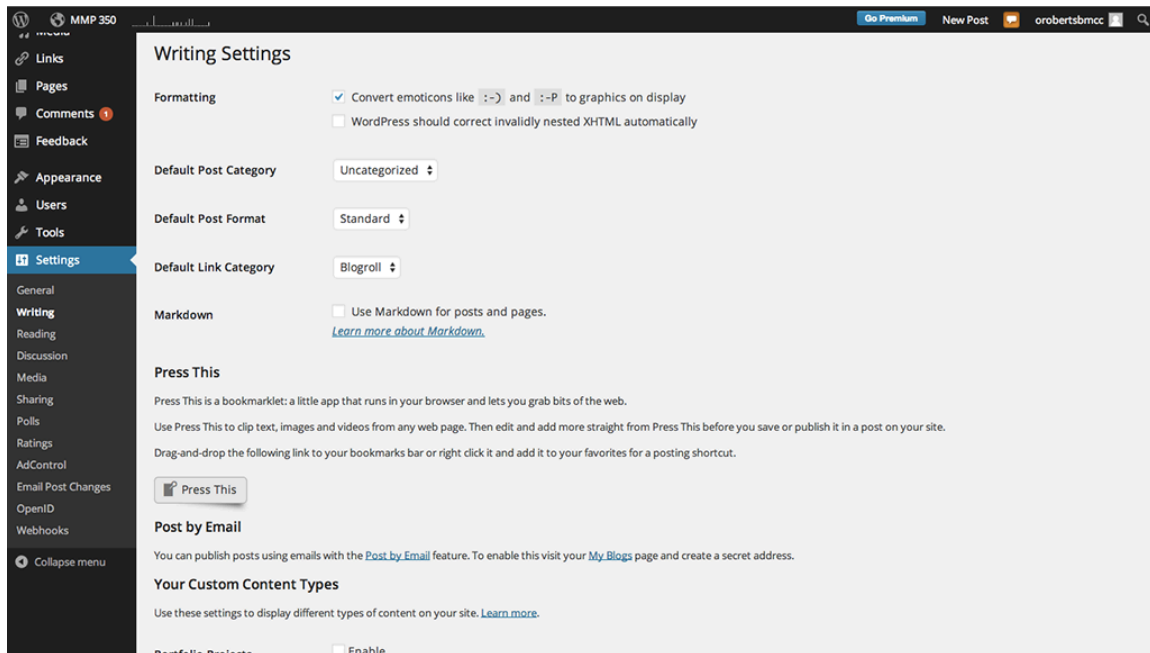 MMP 350
Go Premium
New Post
orobertsbmcc
Media
Links
Pages
Comments 1
Feedback
Appearance
Users
Tools
Settings
General
Writing
Reading
Discussion
Media
Sharing
Polls
Ratings
AdControl
Email Post Changes
OpenID
Webhooks
Collapse menu
Writing Settings
Formatting
Convert emoticons like :-) and :-P to graphics on display
WordPress should correct invalidly nested XHTML automatically
Default Post Category
Uncategorized
Default Post Format
Standard
Default Link Category
Blogroll
Markdown
Use Markdown for posts and pages.
Learn more about Markdown.
Press This
Press This is a bookmarklet: a little app that runs in your browser and lets you grab bits of the web.
Use Press This to clip text, images and videos from any web page. Then edit and add more straight from Press This before you save or publish it in a post on your site.
Drag-and-drop the following link to your bookmarks bar or right click it and add it to your favorites for a posting shortcut.
Press This
Post by Email
You can publish posts using emails with the Post by Email feature. To enable this visit your My Blogs page and create a secret address.
Your Custom Content Types
Use these settings to display different types of content on your site. Learn more.
Portfolio Projects
Enable